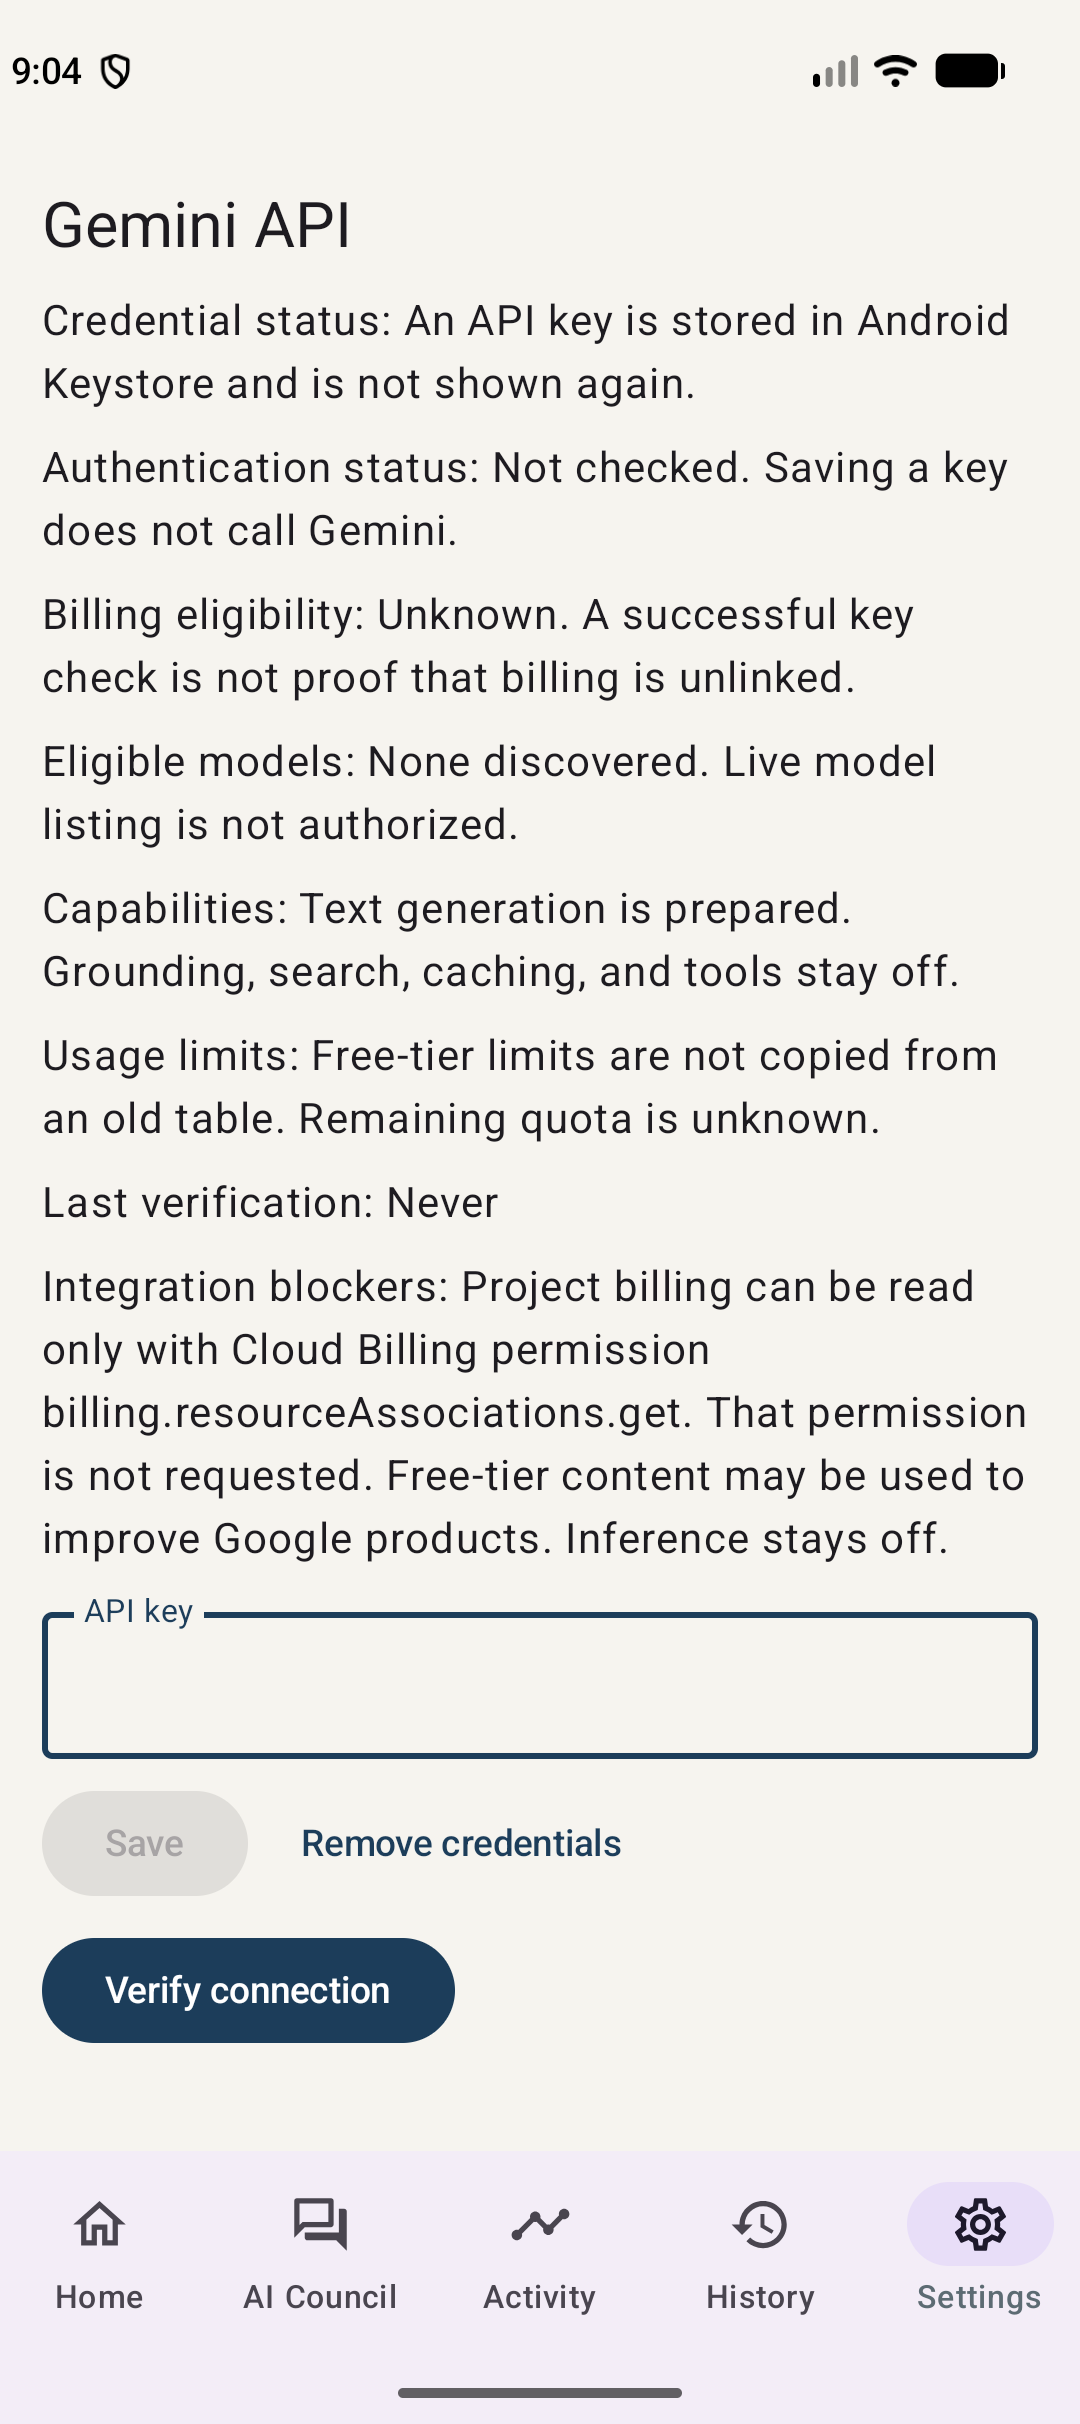 9:04
Gemini API
Credential status: An API key is stored in Android
Keystore and is not shown again.
Authentication status: Not checked. Saving a key
does not call Gemini.
Billing eligibility: Unknown. A successful key
check is not proof that billing is unlinked.
Eligible models: None discovered. Live model
listing is not authorized.
Capabilities: Text generation is prepared.
Grounding, search, caching, and tools stay off.
Usage limits: Free-tier limits are not copied from
an old table. Remaining quota is unknown.
Last verification: Never
Integration blockers: Project billing can be read
only with Cloud Billing permission
billing.resourceAssociations.get. That permission
is not requested. Free-tier content may be used to
improve Google products. Inference stays off.
API key
Save
Remove credentials
Verify connection
Home
AI Council
Activity
History
Settings